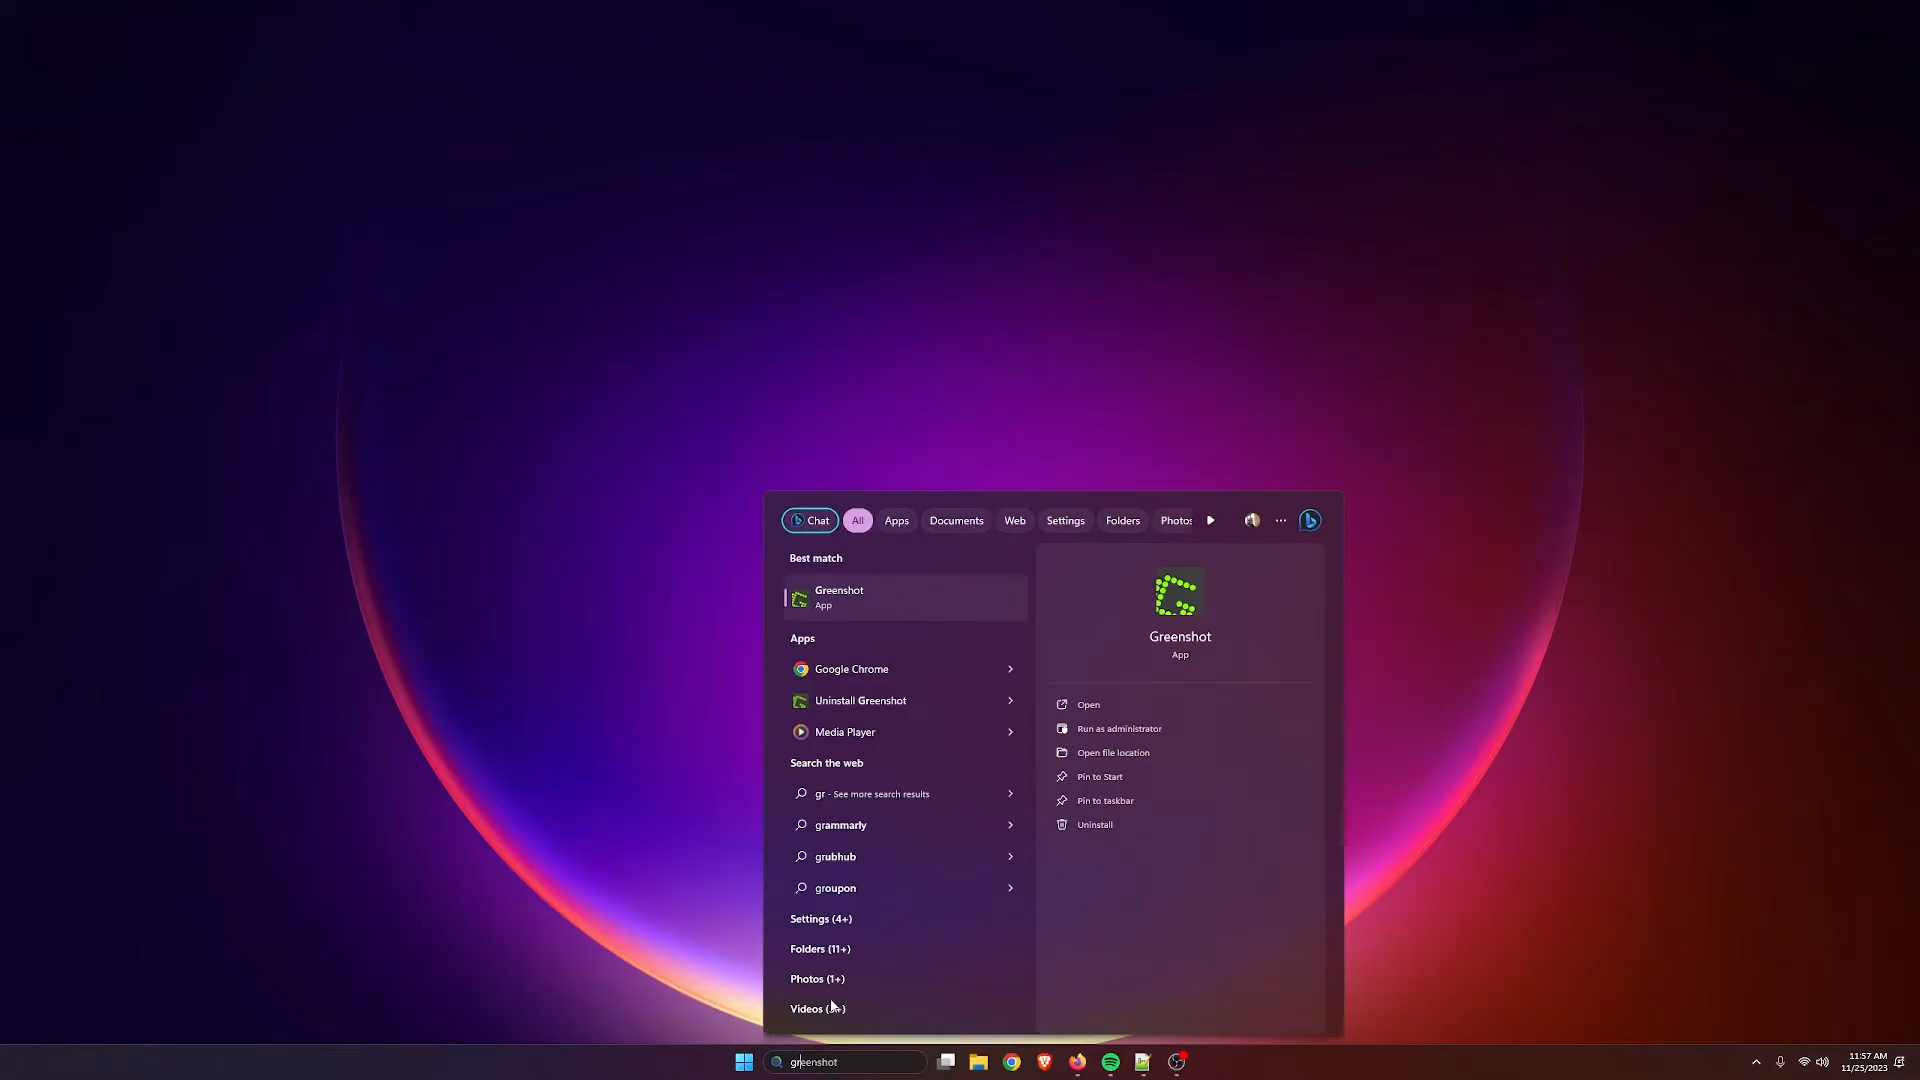 Chat All Apps Documents Web Settings Folders Photos
Best match
Greenshot
App
Apps
Google Chrome
Uninstall Greenshot
Media Player
Search the web
gr - See more search results
grammarly
grubhub
groupon
Settings (4+)
Folders (11+)
Photos (1+)
Videos
Greenshot
App
Open
Run as administrator
Open file location
Pin to Start
Pin to taskbar
Uninstall
greenshot
11:57 AM
11/25/2023